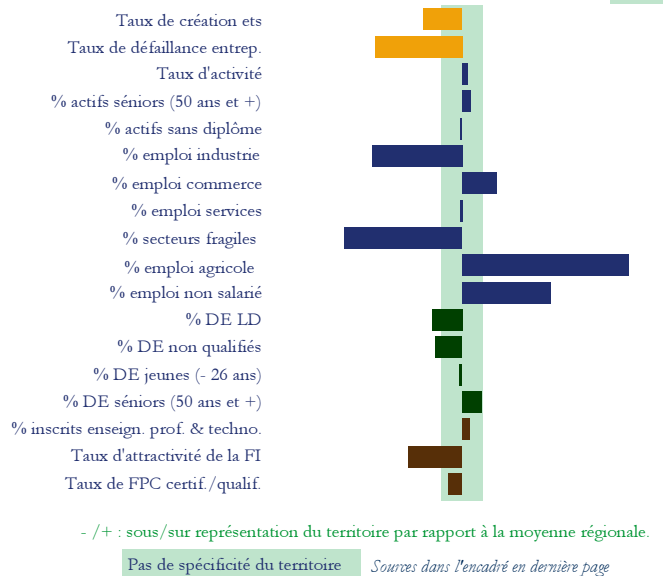 Taux de création ets
Taux de défaillance entrep.
Taux d'activité
% actifs séniors (50 ans et +)
% actifs sans diplôme
% emploi industrie
% emploi commerce
% emploi services
% secteurs fragiles
% emploi agricole
% emploi non salarié
% DE LD
% DE non qualifiés
% DE jeunes (- 26 ans)
% DE séniors (50 ans et +)
% inscrits enseign. prof. & techno.
Taux d'attractivité de la FI
Taux de FPC certif./qualif.
- /+ : sous/sur représentation du territoire par rapport à la moyenne régionale.
Pas de spécificité du territoire Sources dans l'encadré en dernière page